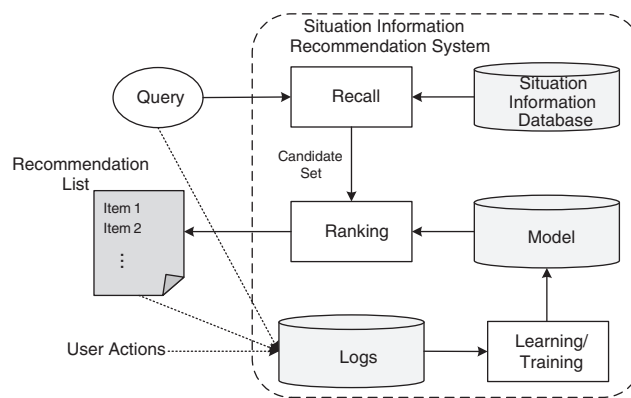 Situation Information
Recommendation System
Query
Recall
Situation
Information
Database
Candidate
Set
Recommendation
List
Item 1
Item 2
⋮
Ranking
Model
User Actions
Logs
Learning/
Training